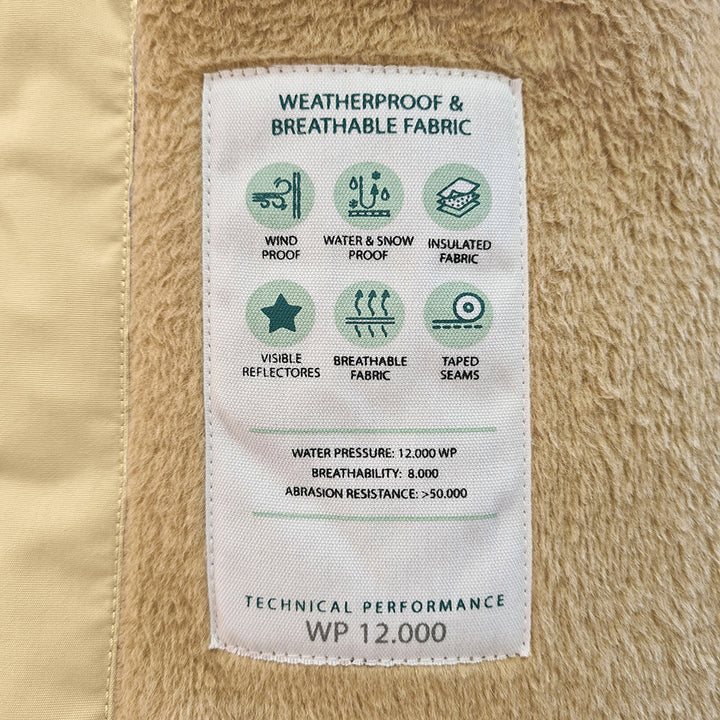 WEATHERPROOF &
BREATHABLE FABRIC
WIND
PROOF
WATER & SNOW
PROOF
INSULATED
FABRIC
VISIBLE
REFLECTORES
BREATHABLE
FABRIC
TAPED
SEAMS
WATER PRESSURE: 12.000 WP
BREATHABILITY: 8.000
ABRASION RESISTANCE: >50.000
TECHNICAL PERFORMANCE
WP 12.000